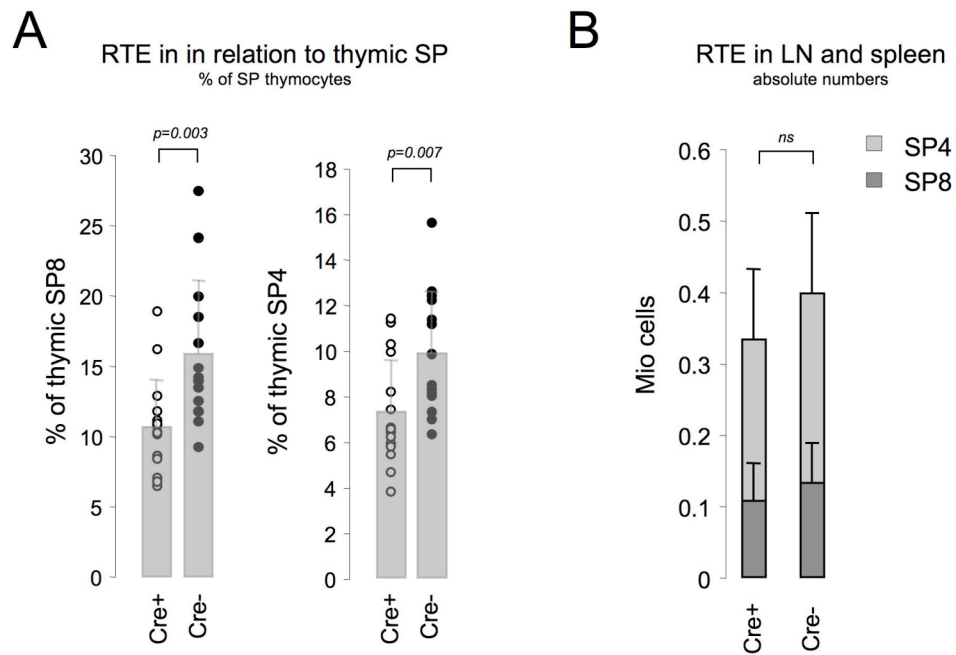 A
RTE in in relation to thymic SP
% of SP thymocytes
p=0.003
% of thymic SP8
30
25
20
15
10
5
0
Cre+
Cre-
p=0.007
% of thymic SP4
18
16
14
12
10
8
6
4
2
0
Cre+
Cre-
B
RTE in LN and spleen
absolute numbers
ns
SP4
SP8
Mio cells
0.6
0.5
0.4
0.3
0.2
0.1
0
Cre+
Cre-